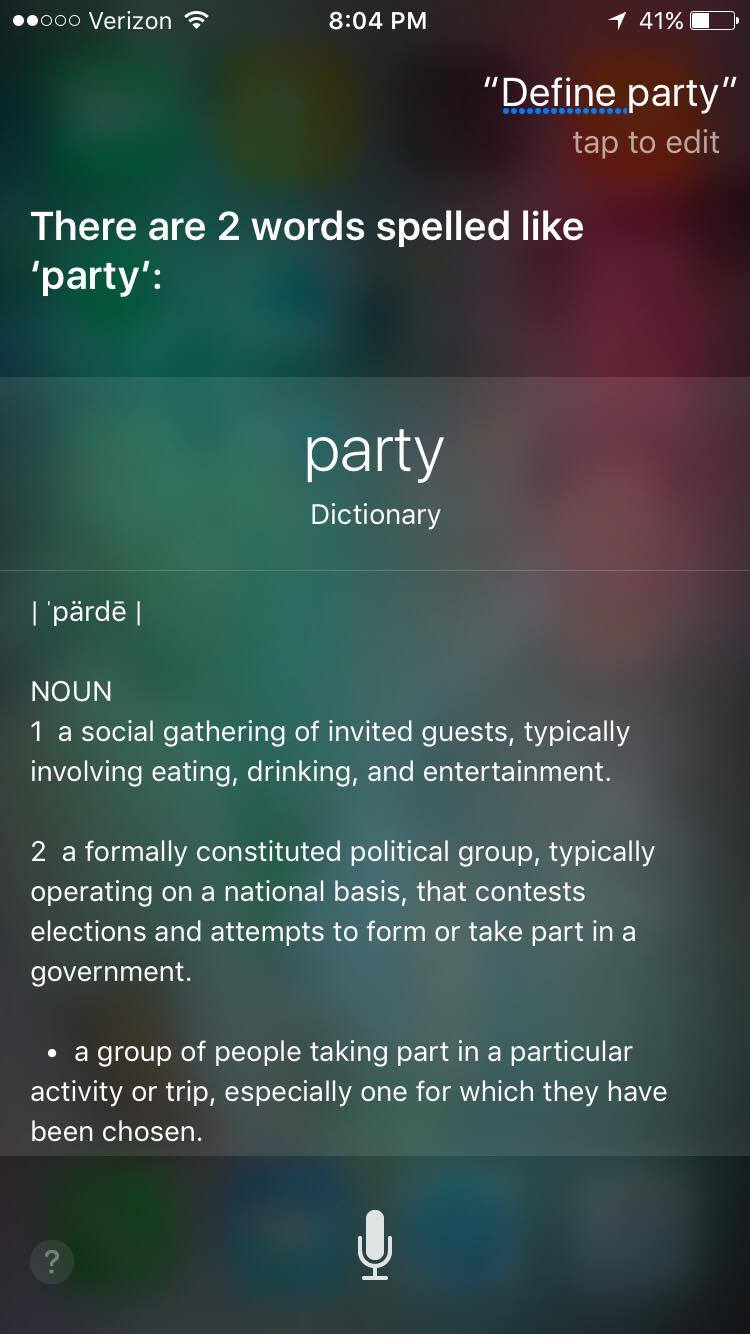 Verizon 8:04 PM 41%
“Define party”
tap to edit
There are 2 words spelled like
‘party’:
party
Dictionary
| ˈpärdē |
NOUN
1 a social gathering of invited guests, typically
involving eating, drinking, and entertainment.
2 a formally constituted political group, typically
operating on a national basis, that contests
elections and attempts to form or take part in a
government.
• a group of people taking part in a particular
activity or trip, especially one for which they have
been chosen.
?